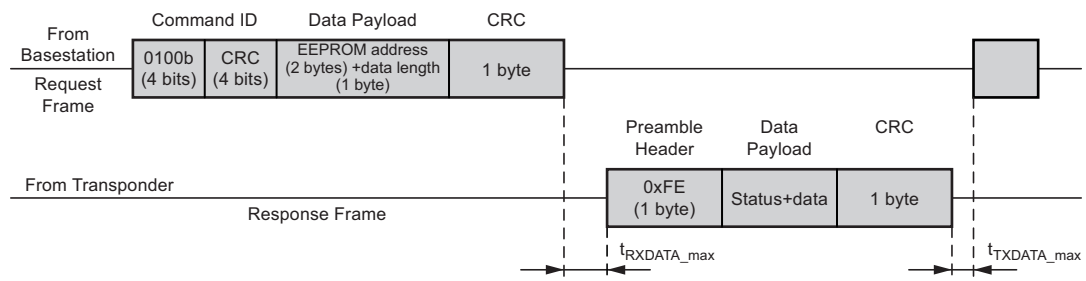 Command ID
Data Payload
CRC
From
Basestation
0100b
(4 bits)
CRC
(4 bits)
EEPROM address
(2 bytes) +data length
(1 byte)
1 byte
Request
Frame
Preamble
Header
Data
Payload
CRC
From Transponder
0xFE
(1 byte)
Status+data
1 byte
Response Frame
tRXDATA_max
tTXDATA_max